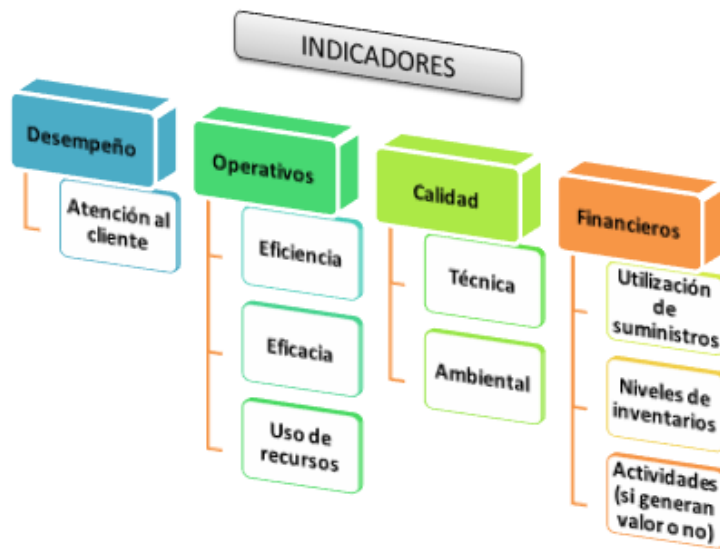 INDICADORES
Desempeño
Atención al
cliente
Operativos
Eficiencia
Eficacia
Uso de
recursos
Calidad
Técnica
Ambiental
Financieros
Utilización
de
suministros
Niveles de
inventarios
Actividades
(si generan
valor o no)